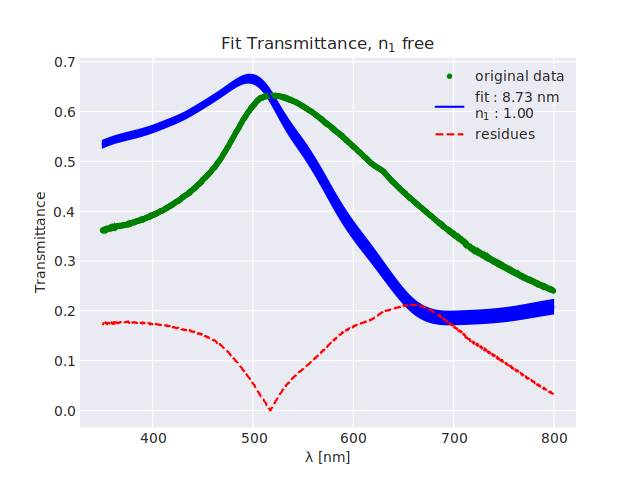 Fit Transmittance, n₁ free
original data
fit : 8.73 nm
n₁ : 1.00
residues
Transmittance
0.7
0.6
0.5
0.4
0.3
0.2
0.1
0.0
400 500 600 700 800
λ [nm]